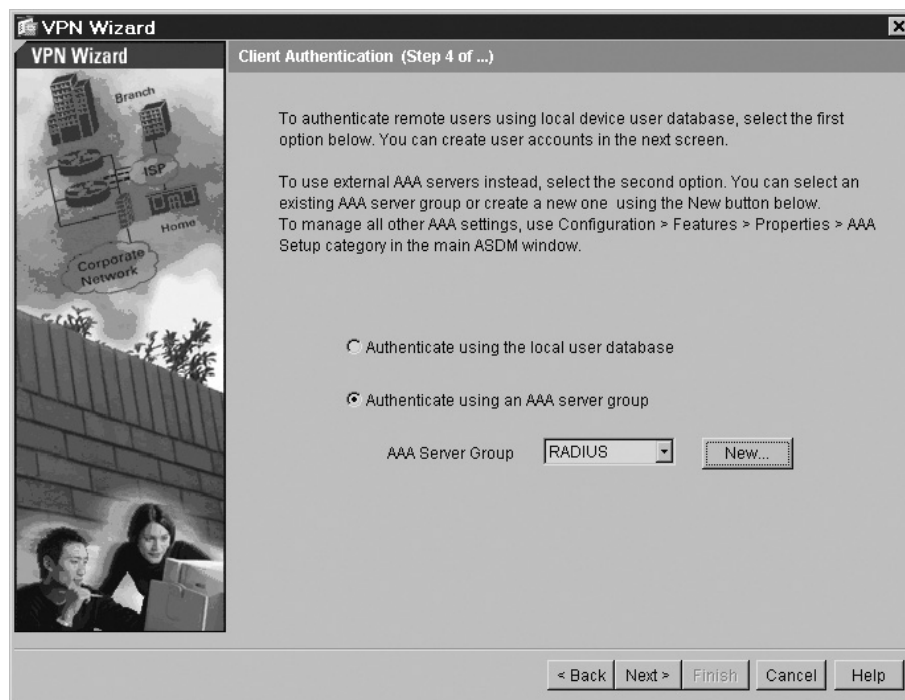 VPN Wizard
VPN Wizard
Client Authentication (Step 4 of ...)
Branch
ISP
Home
Corporate
Network
To authenticate remote users using local device user database, select the first
option below. You can create user accounts in the next screen.
To use external AAA servers instead, select the second option. You can select an
existing AAA server group or create a new one using the New button below.
To manage all other AAA settings, use Configuration > Features > Properties > AAA
Setup category in the main ASDM window.
Authenticate using the local user database
Authenticate using an AAA server group
AAA Server Group
RADIUS
New...
< Back
Next >
Finish
Cancel
Help